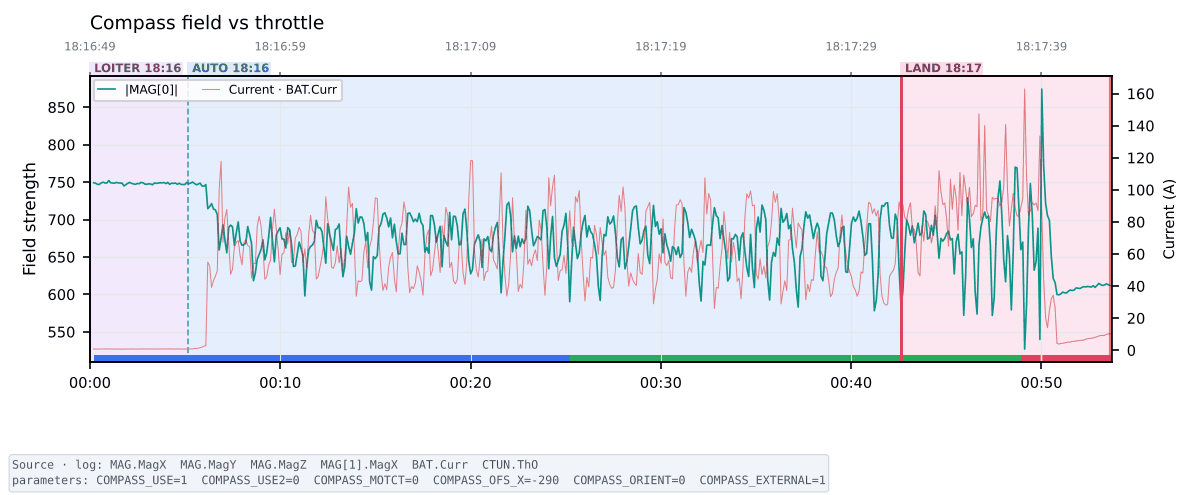 Compass field vs throttle
18:16:49 18:16:59 18:17:09 18:17:19 18:17:29 18:17:39
LOITER 18:16 AUTO 18:16 LAND 18:17
|MAG[0]| Current · BAT.Curr
850
800
750
700
650
600
550
Field strength
160
140
120
100
80
60
40
20
0
Current (A)
00:00 00:10 00:20 00:30 00:40 00:50
Source · log: MAG.MagX MAG.MagY MAG.MagZ MAG[1].MagX BAT.Curr CTUN.ThO
parameters: COMPASS_USE=1 COMPASS_USE2=0 COMPASS_MOTCT=0 COMPASS_OFS_X=-290 COMPASS_ORIENT=0 COMPASS_EXTERNAL=1